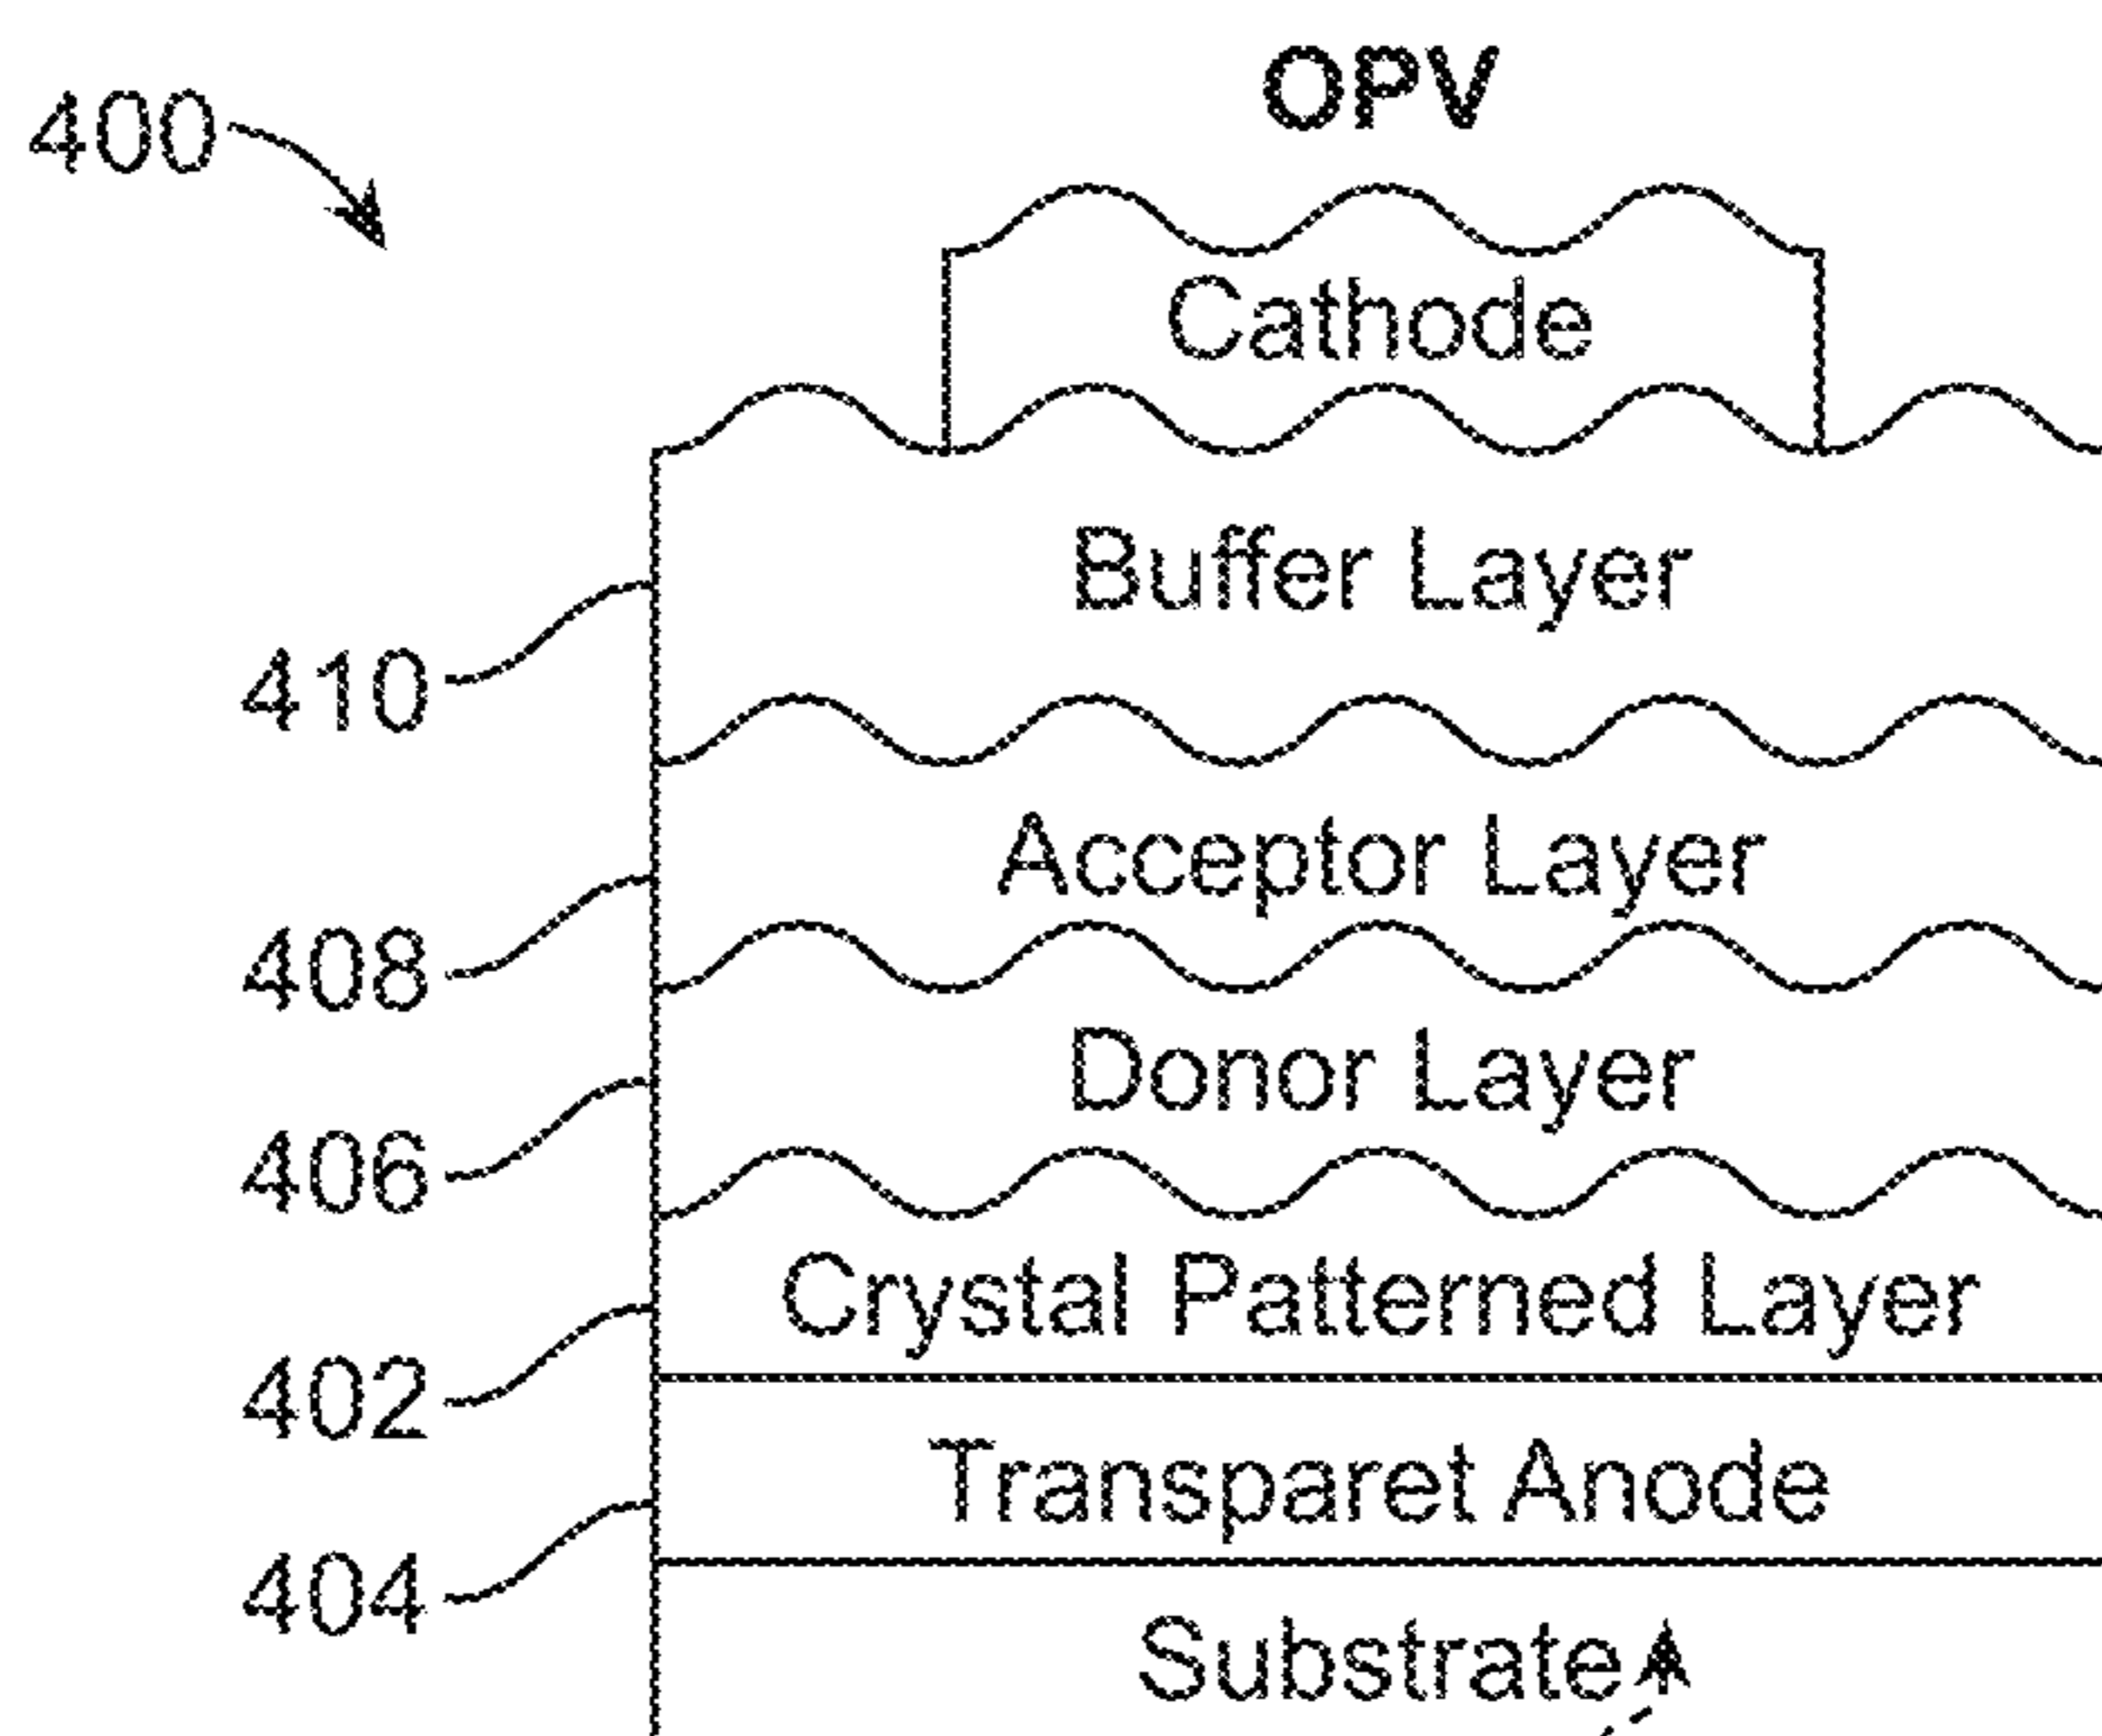 OPV
400
Cathode
Buffer Layer
410
Acceptor Layer
408
Donor Layer
406
Crystal Patterned Layer
402
Transparet Anode
404
Substrate